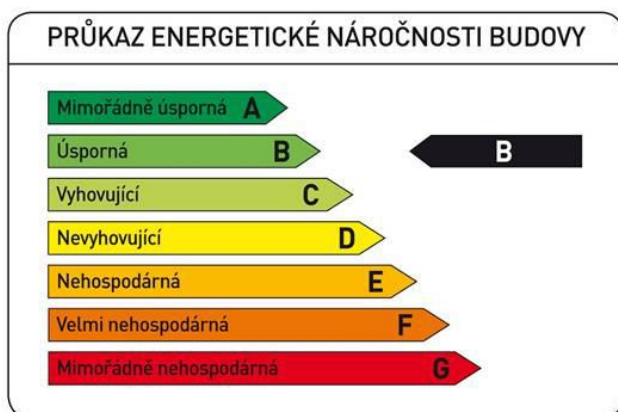 PRŮKAZ ENERGETICKÉ NÁROČNOSTI BUDOVY
Mimořádně úsporná A
Úsporná B B
Vyhovující C
Nevyhovující D
Nehospodárná E
Velmi nehospodárná F
Mimořádně nehospodárná G